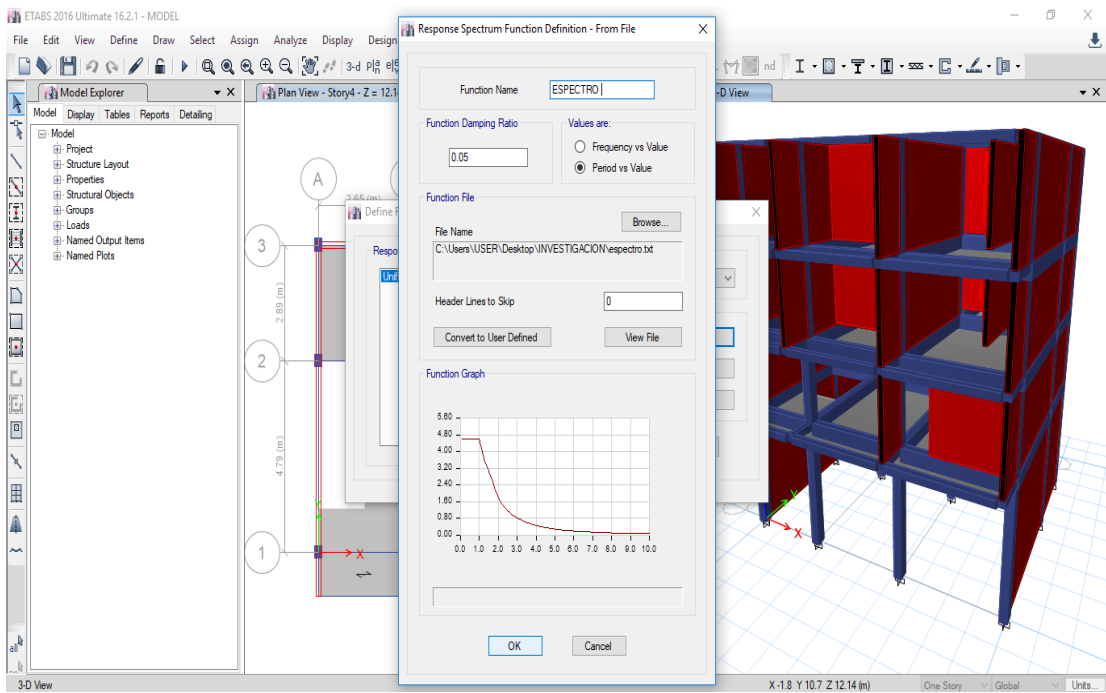 ETABS 2016 Ultimate 16.2.1 - MODEL
File Edit View Define Draw Select Assign Analyze Display Design
3-d
nd
Model Explorer
Model Display Tables Reports Detailing
Model
Project
Structure Layout
Properties
Structural Objects
Groups
Loads
Named Output Items
Named Plots
Plan View - Story4 - Z = 12.1
A
3
2
1
2.65 (m)
2.89 (m)
4.79 (m)
X
Define
Respo
Response Spectrum Function Definition - From File
Function Name
ESPECTRO
Function Damping Ratio
0.05
Values are:
Frequency vs Value
Period vs Value
Function File
Browse...
File Name
C:\Users\USER\Desktop\INVESTIGACION\espectro.txt
Header Lines to Skip
0
Convert to User Defined
View File
Function Graph
5.60
4.80
4.00
3.20
2.40
1.60
0.80
0.00
0.0 1.0 2.0 3.0 4.0 5.0 6.0 7.0 8.0 9.0 10.0
OK
Cancel
-D View
Y
X
all
3-D View
X -1.8 Y 10.7 Z 12.14 (m)
One Story
Global
Units...